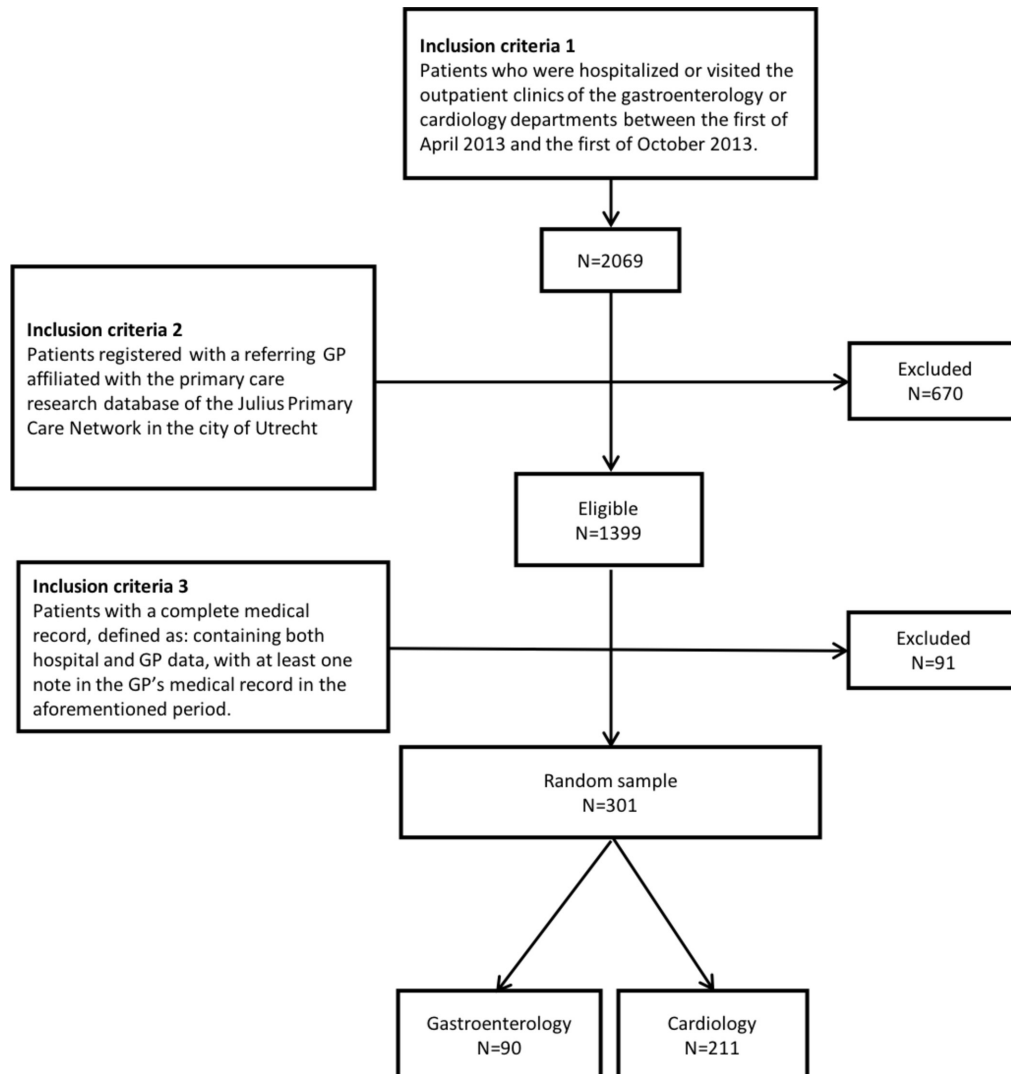 Inclusion criteria 1
Patients who were hospitalized or visited the
outpatient clinics of the gastroenterology or
cardiology departments between the first of
April 2013 and the first of October 2013.
N=2069
Inclusion criteria 2
Patients registered with a referring GP
affiliated with the primary care
research database of the Julius Primary
Care Network in the city of Utrecht
Excluded
N=670
Eligible
N=1399
Inclusion criteria 3
Patients with a complete medical
record, defined as: containing both
hospital and GP data, with at least one
note in the GP's medical record in the
aforementioned period.
Excluded
N=91
Random sample
N=301
Gastroenterology
N=90
Cardiology
N=211